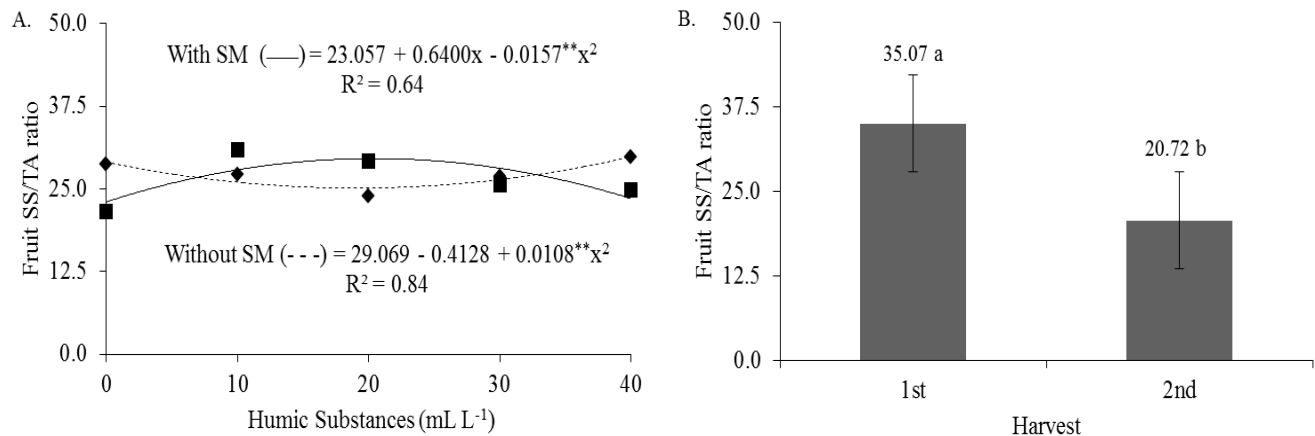 A.
50.0
37.5
25.0
12.5
0.0
Fruit SS/TA ratio
With SM (——) = 23.057 + 0.6400x - 0.0157**x²
R² = 0.64
Without SM (- - -) = 29.069 - 0.4128 + 0.0108**x²
R² = 0.84
0 10 20 30 40
Humic Substances (mL L⁻¹)
B.
50.0
37.5
25.0
12.5
0.0
Fruit SS/TA ratio
35.07 a
20.72 b
1st 2nd
Harvest